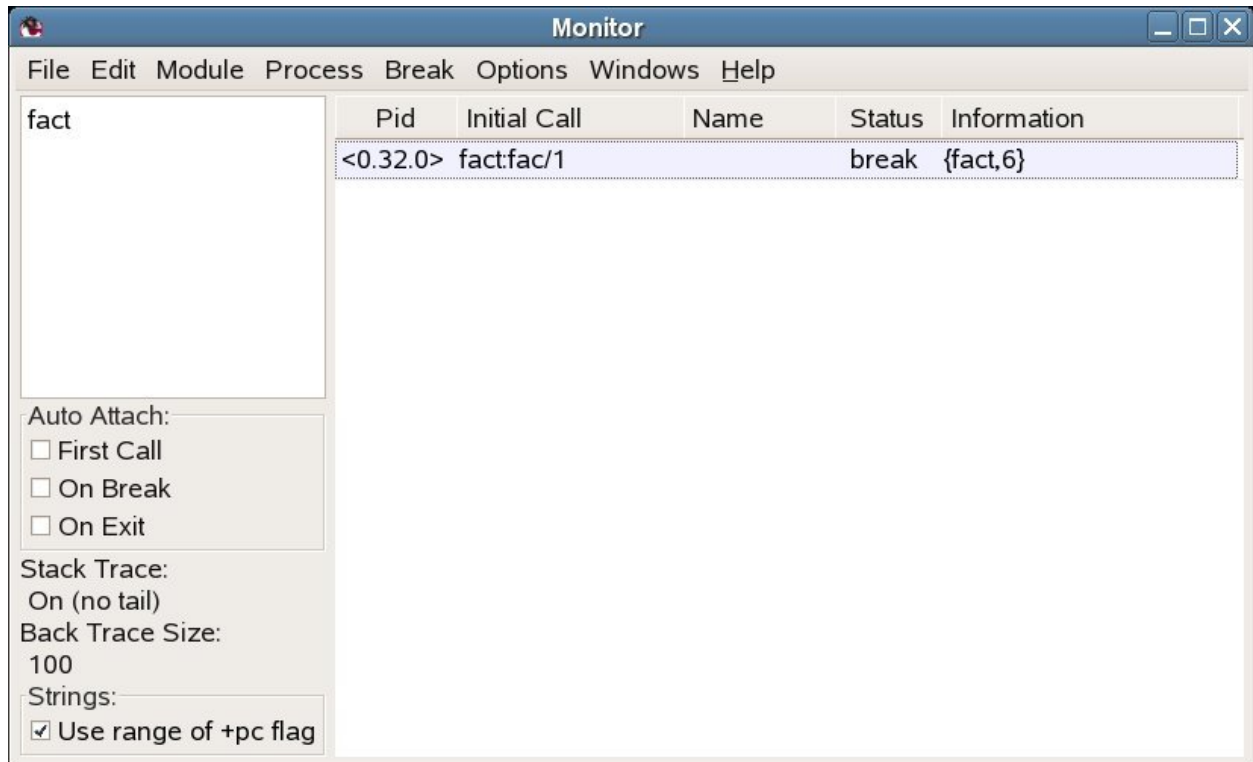 Monitor
File Edit Module Process Break Options Windows Help
fact
Pid Initial Call Name Status Information
<0.32.0> fact:fac/1 break {fact,6}
Auto Attach:
First Call
On Break
On Exit
Stack Trace:
On (no tail)
Back Trace Size:
100
Strings:
Use range of +pc flag